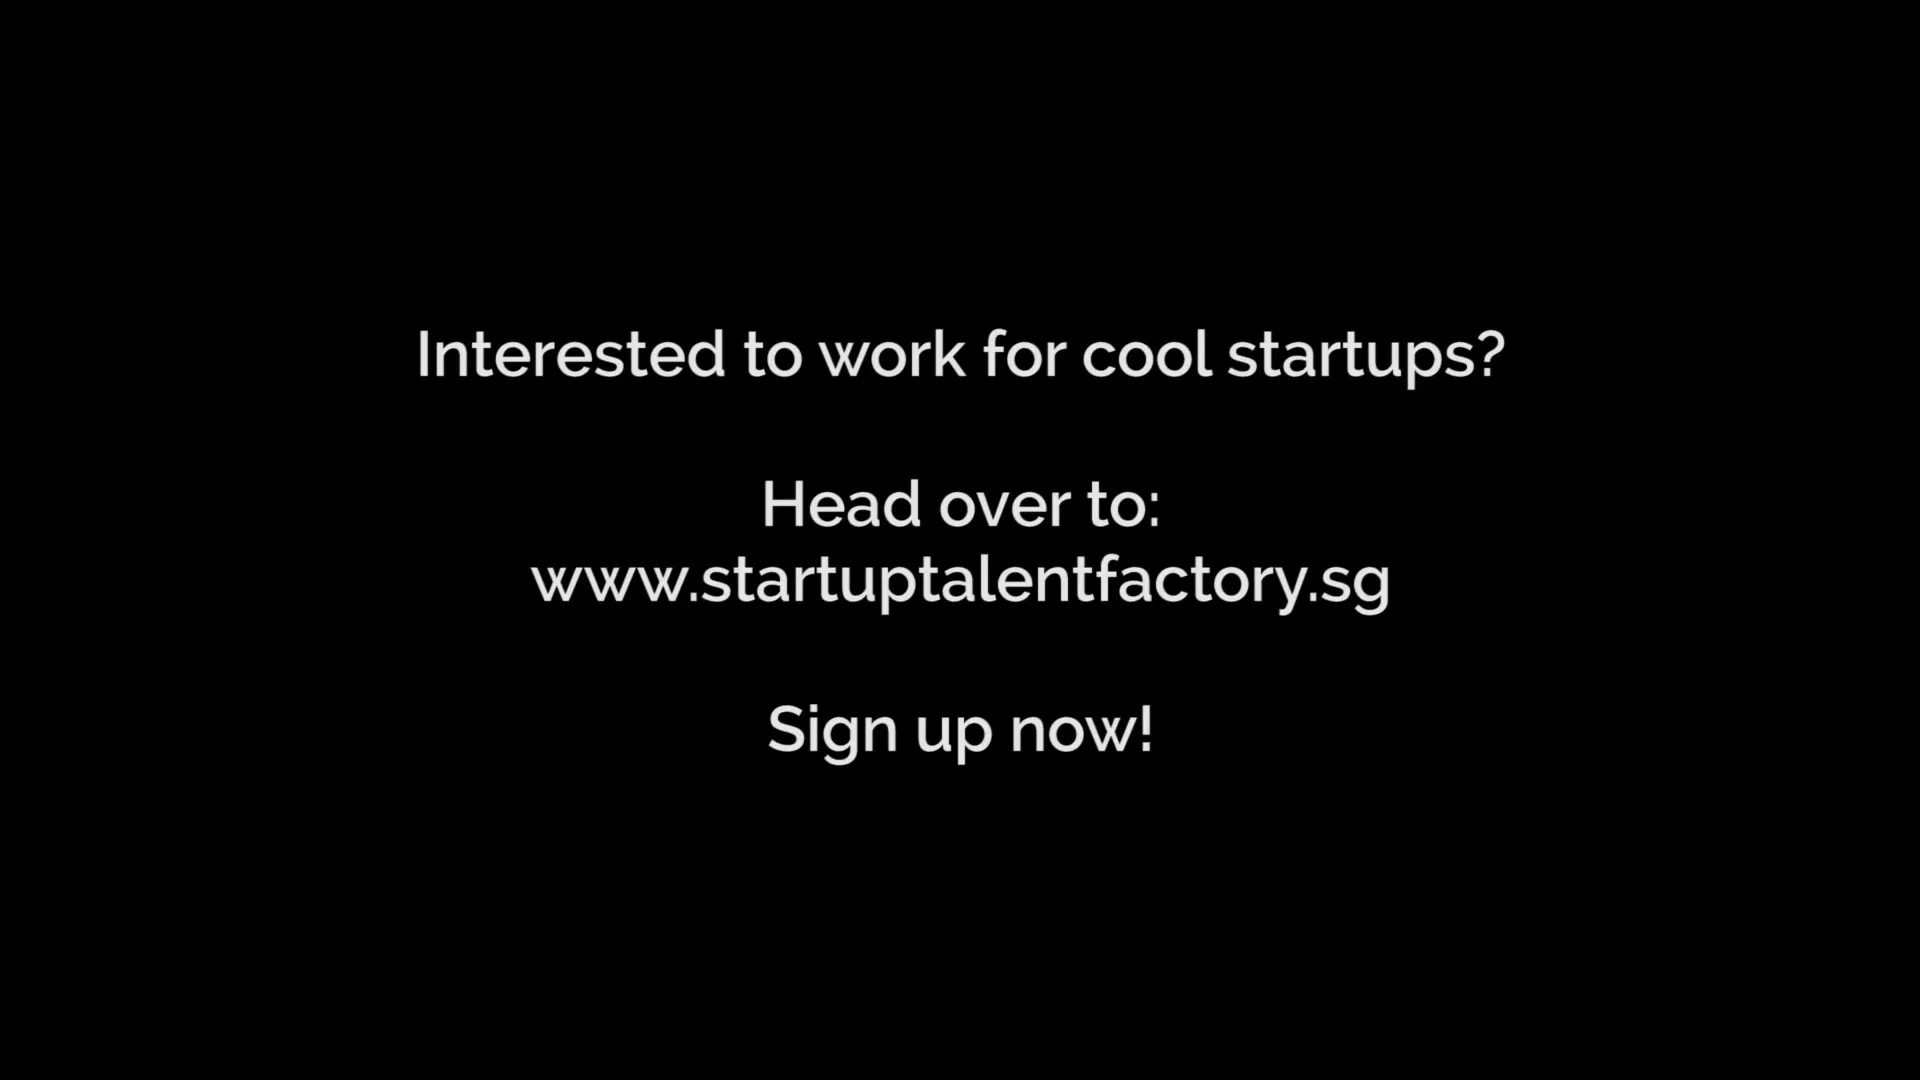 Interested to work for cool startups?
Head over to:
www.startuptalentfactory.sg
Sign up now!